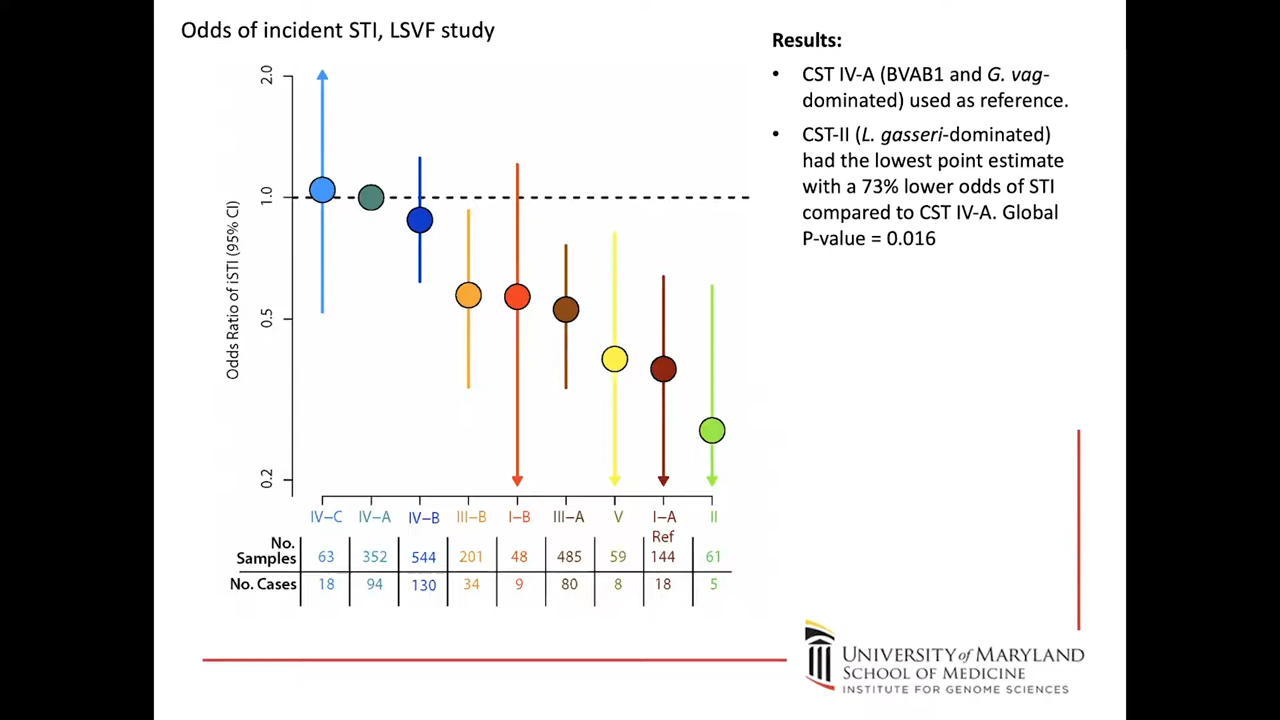 Odds of incident STI, LSVF study
Results:
• CST IV-A (BVAB1 and G. vag-
dominated) used as reference.
• CST-II (L. gasseri-dominated)
had the lowest point estimate
with a 73% lower odds of STI
compared to CST IV-A. Global
P-value = 0.016
Odds Ratio of iSTI (95% CI)
2.0
1.0
0.5
0.2
IV–C IV–A IV–B III–B I–B III–A V I–A II
Ref
No.
Samples 63 352 544 201 48 485 59 144 61
No. Cases 18 94 130 34 9 80 8 18 5
UNIVERSITY of MARYLAND
SCHOOL OF MEDICINE
INSTITUTE FOR GENOME SCIENCES